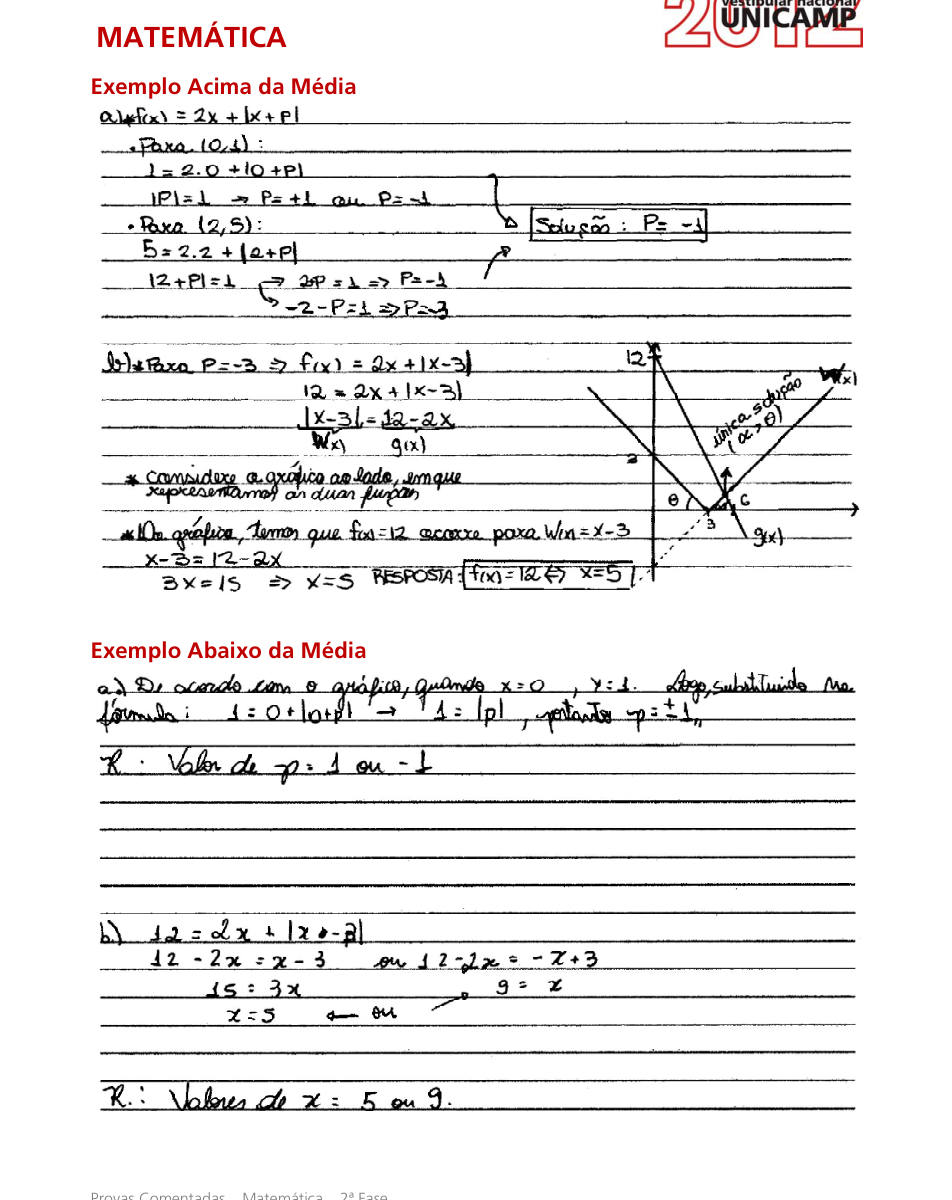 vestibular nacional
2012
UNICAMP
MATEMÁTICA
Exemplo Acima da Média
a) * f(x) = 2x + |x + P|
• Para (0,1) :
1 = 2.0 + |0 + P|
|P| = 1 → P = +1 ou P = -1
• Para (2,5) :
5 = 2.2 + |2+P|
|2+P| = 1 → 2+P = 1 => P = -1
→ -2 - P = 1 => P = -3
Solução : P = -1
b) * Para P = -3 => f(x) = 2x + |x-3|
12 = 2x + |x-3|
|x-3| = 12-2x
W(x) g(x)
* Considere o gráfico ao lado, em que
representamos as duas funções
* Do gráfico, temos que f(x) = 12 ocorre para W(x) = x-3
x-3 = 12-2x
3x = 15 => x = 5 RESPOSTA: f(x) = 12 <=> x = 5
12
W(x)
única solução
(α > θ)
3
θ
6
3
g(x)
Exemplo Abaixo da Média
a) De acordo com o gráfico, quando x = 0, y = 1. Logo, substituindo na
fórmula : 1 = 0 + |0+p| → 1 = |p| , portanto p = ± 1,,
R : Valor de p = 1 ou -1
b) 12 = 2x + |x - 3|
12 - 2x = x - 3 ou 12 - 2x = -x + 3
15 = 3x 9 = x
x = 5 ← ou →
R.: Valores de x = 5 ou 9.
Provas Comentadas Matemática 2ª Fase